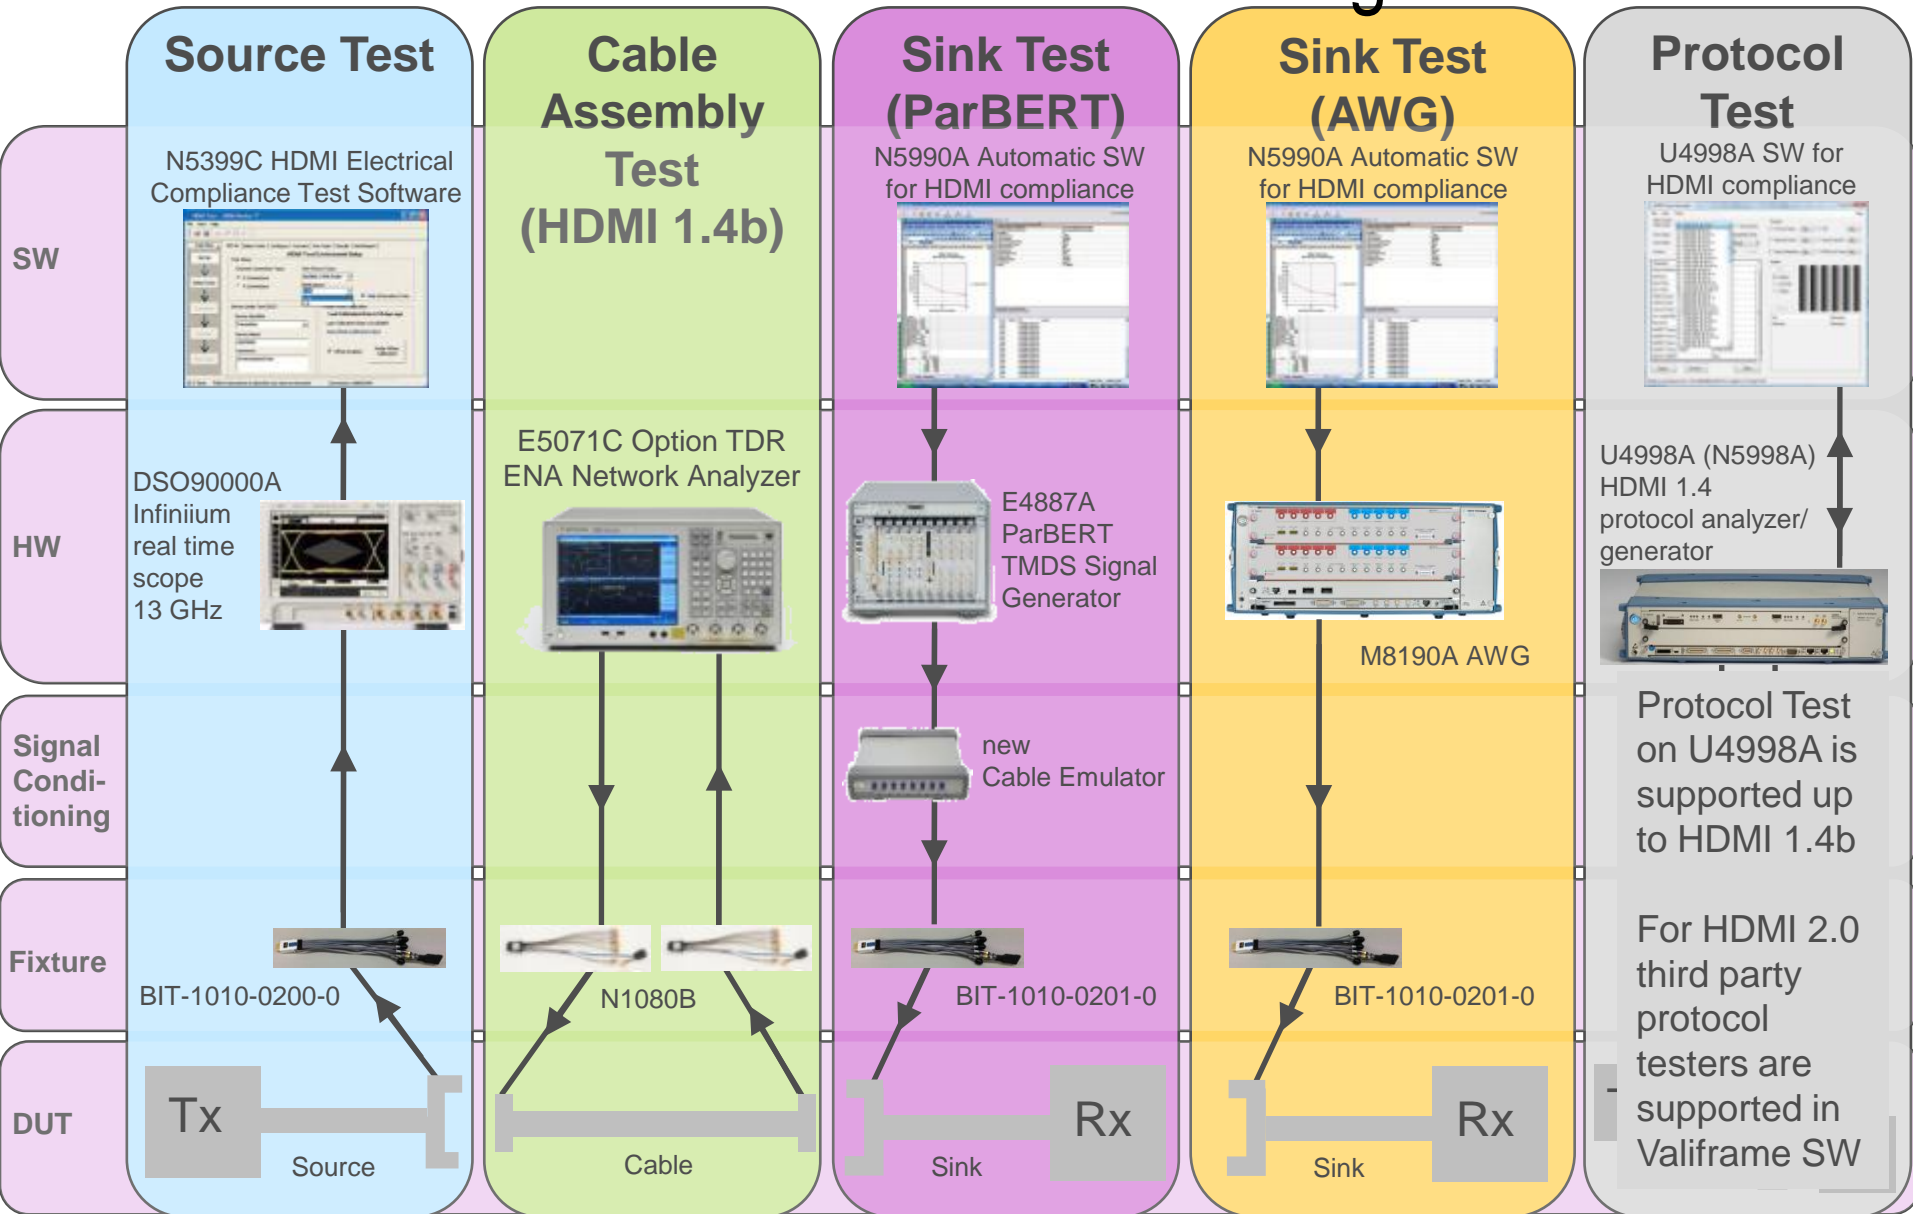 Source Test
Cable
Assembly
Test
(HDMI 1.4b)
Sink Test
(ParBERT)
Sink Test
(AWG)
Protocol
Test
SW
N5399C HDMI Electrical
Compliance Test Software
N5990A Automatic SW
for HDMI compliance
N5990A Automatic SW
for HDMI compliance
U4998A SW for
HDMI compliance
HW
DSO90000A
Infiniium
real time
scope
13 GHz
E5071C Option TDR
ENA Network Analyzer
E4887A
ParBERT
TMDS Signal
Generator
M8190A AWG
U4998A (N5998A)
HDMI 1.4
protocol analyzer/
generator
Signal
Condi-
tioning
new
Cable Emulator
Protocol Test
on U4998A is
supported up
to HDMI 1.4b
For HDMI 2.0
third party
protocol
testers are
supported in
Valiframe SW
Fixture
BIT-1010-0200-0
N1080B
BIT-1010-0201-0
BIT-1010-0201-0
DUT
Tx
Source
Cable
Rx
Sink
Rx
Sink